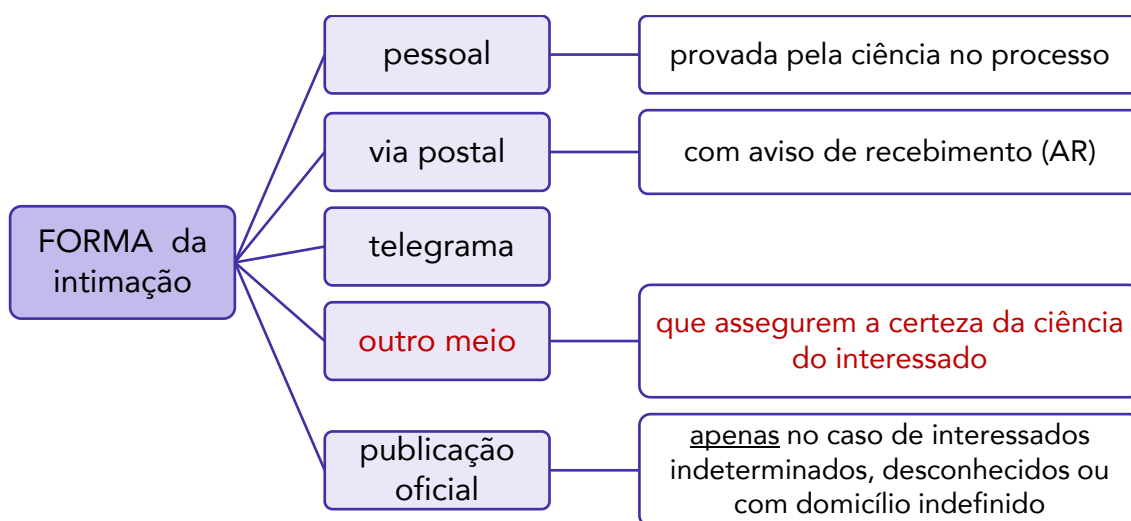 FORMA da
intimação
pessoal
provada pela ciência no processo
via postal
com aviso de recebimento (AR)
telegrama
outro meio
que assegurem a certeza da ciência
do interessado
publicação
oficial
apenas no caso de interessados
indeterminados, desconhecidos ou
com domicílio indefinido